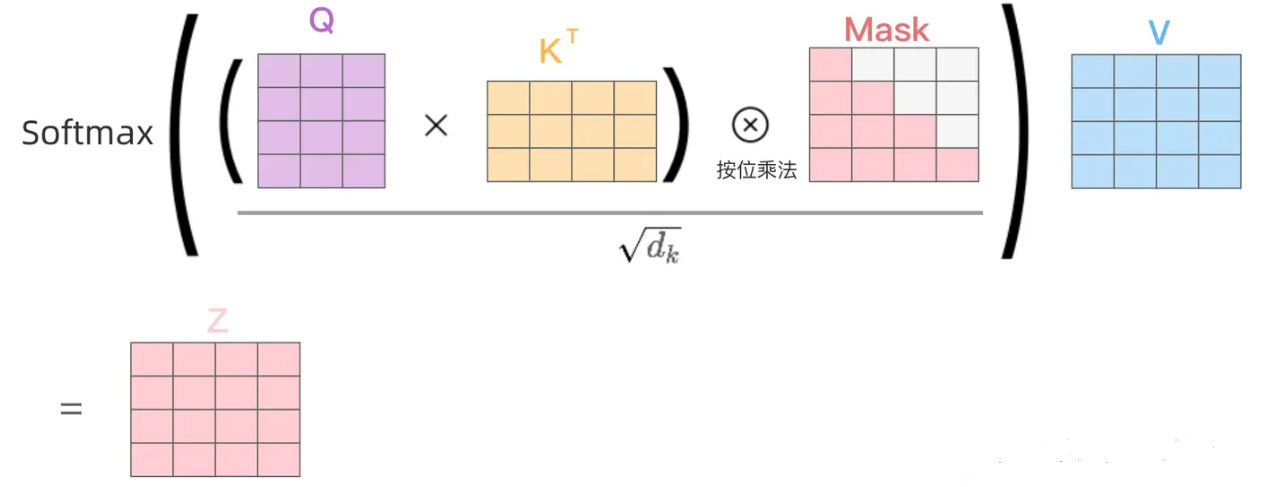 Q
K^T
Mask
V
Softmax ( ( × ) ⊗ )
按位乘法
√d_k
Z
=